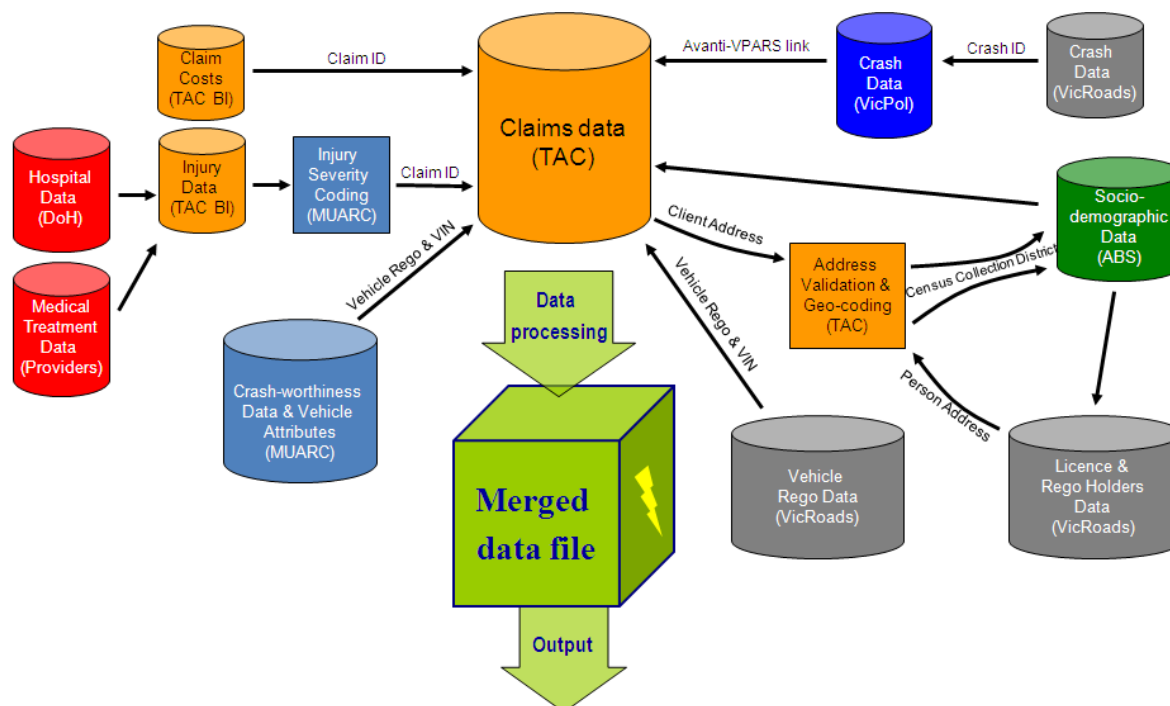 Claim
Costs
(TAC BI)
Claim ID
Claims data
(TAC)
Avanti-VPARS link
Crash
Data
(VicPol)
Crash ID
Crash
Data
(VicRoads)
Hospital
Data
(DoH)
Injury
Data
(TAC BI)
Injury
Severity
Coding
(MUARC)
Claim ID
Medical
Treatment
Data
(Providers)
Vehicle Rego & VIN
Crash-worthiness
Data & Vehicle
Attributes
(MUARC)
Client Address
Address
Validation &
Geo-coding
(TAC)
Census Collection District
Socio-
demographic
Data
(ABS)
Vehicle Rego & VIN
Person Address
Vehicle
Rego Data
(VicRoads)
Licence &
Rego Holders
Data
(VicRoads)
Data
processing
Merged
data file
Output